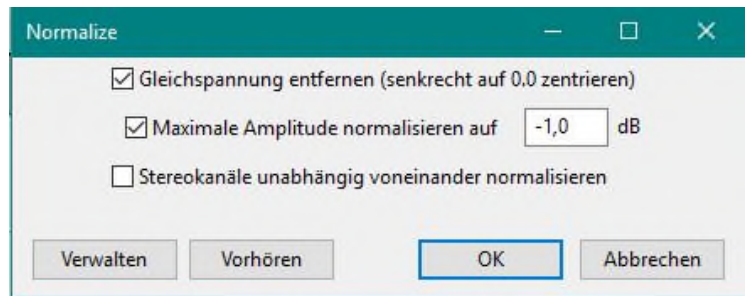 Normalize
Gleichspannung entfernen (senkrecht auf 0.0 zentrieren)
Maximale Amplitude normalisieren auf -1,0 dB
Stereokanäle unabhängig voneinander normalisieren
Verwalten Vorhören OK Abbrechen